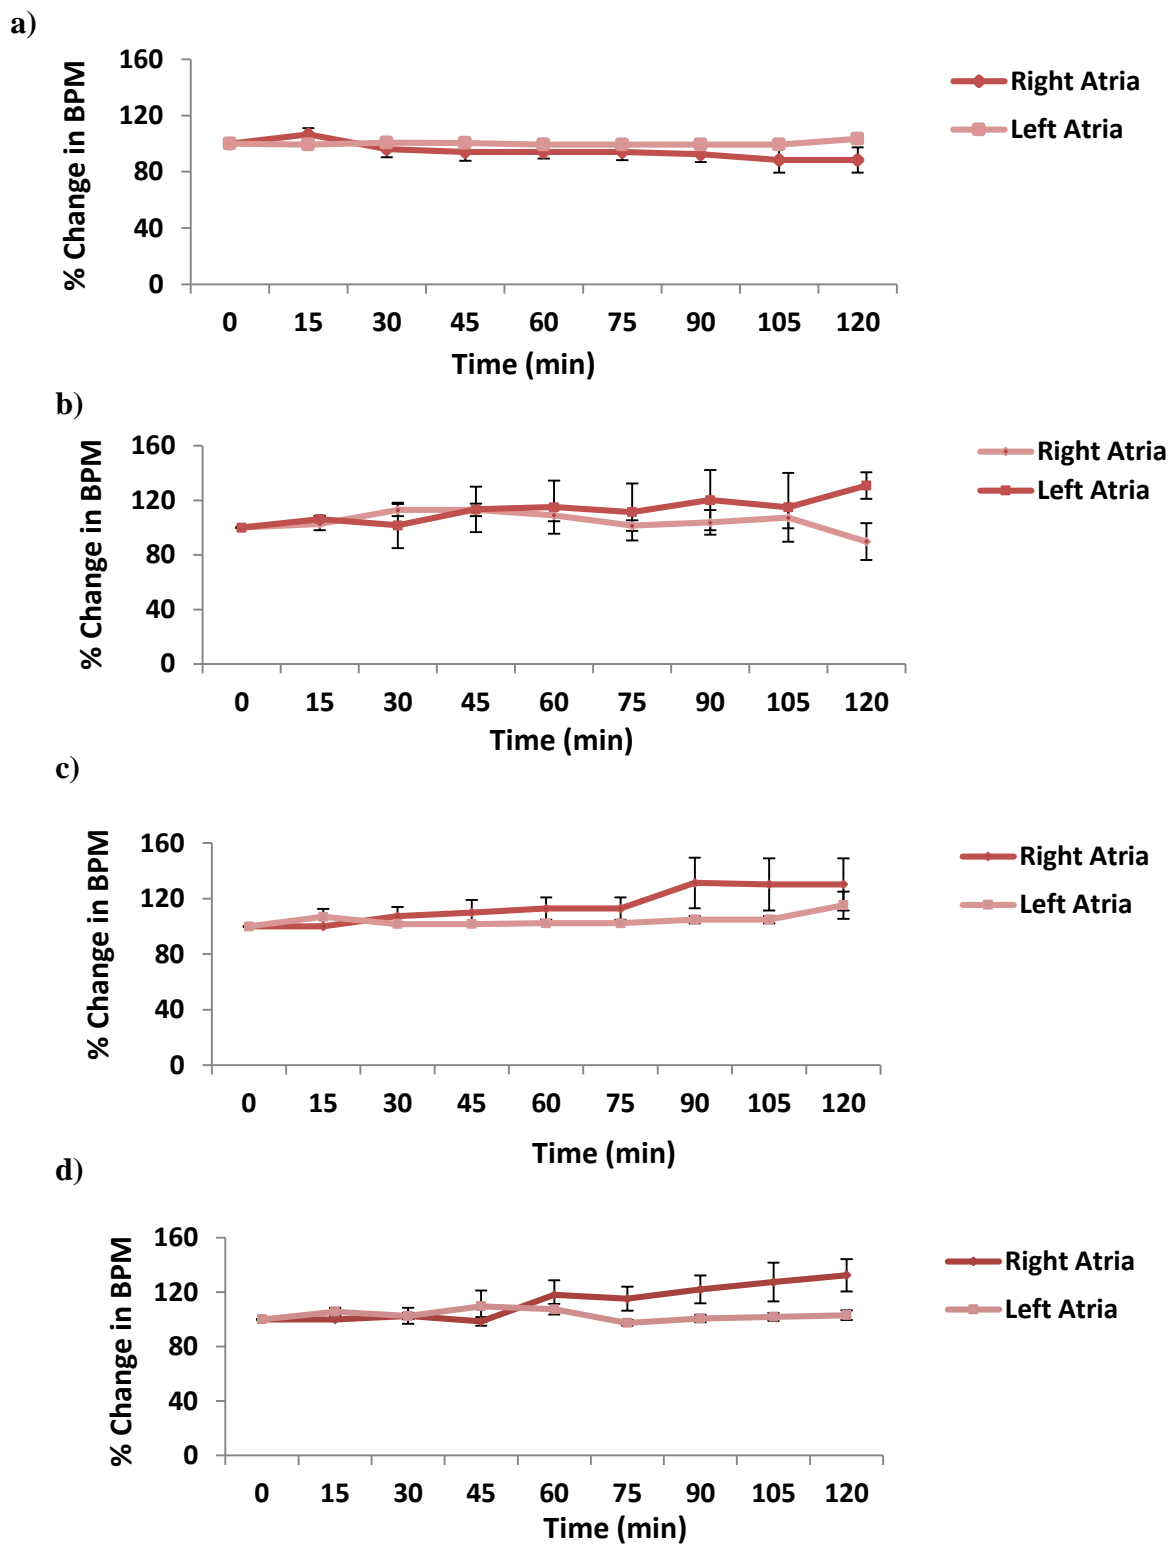 a)
% Change in BPM
160
120
80
40
0
0 15 30 45 60 75 90 105 120
Time (min)
Right Atria
Left Atria
b)
% Change in BPM
160
120
80
40
0
0 15 30 45 60 75 90 105 120
Time (min)
Right Atria
Left Atria
c)
% Change in BPM
160
120
80
40
0
0 15 30 45 60 75 90 105 120
Time (min)
Right Atria
Left Atria
d)
% Change in BPM
160
120
80
40
0
0 15 30 45 60 75 90 105 120
Time (min)
Right Atria
Left Atria